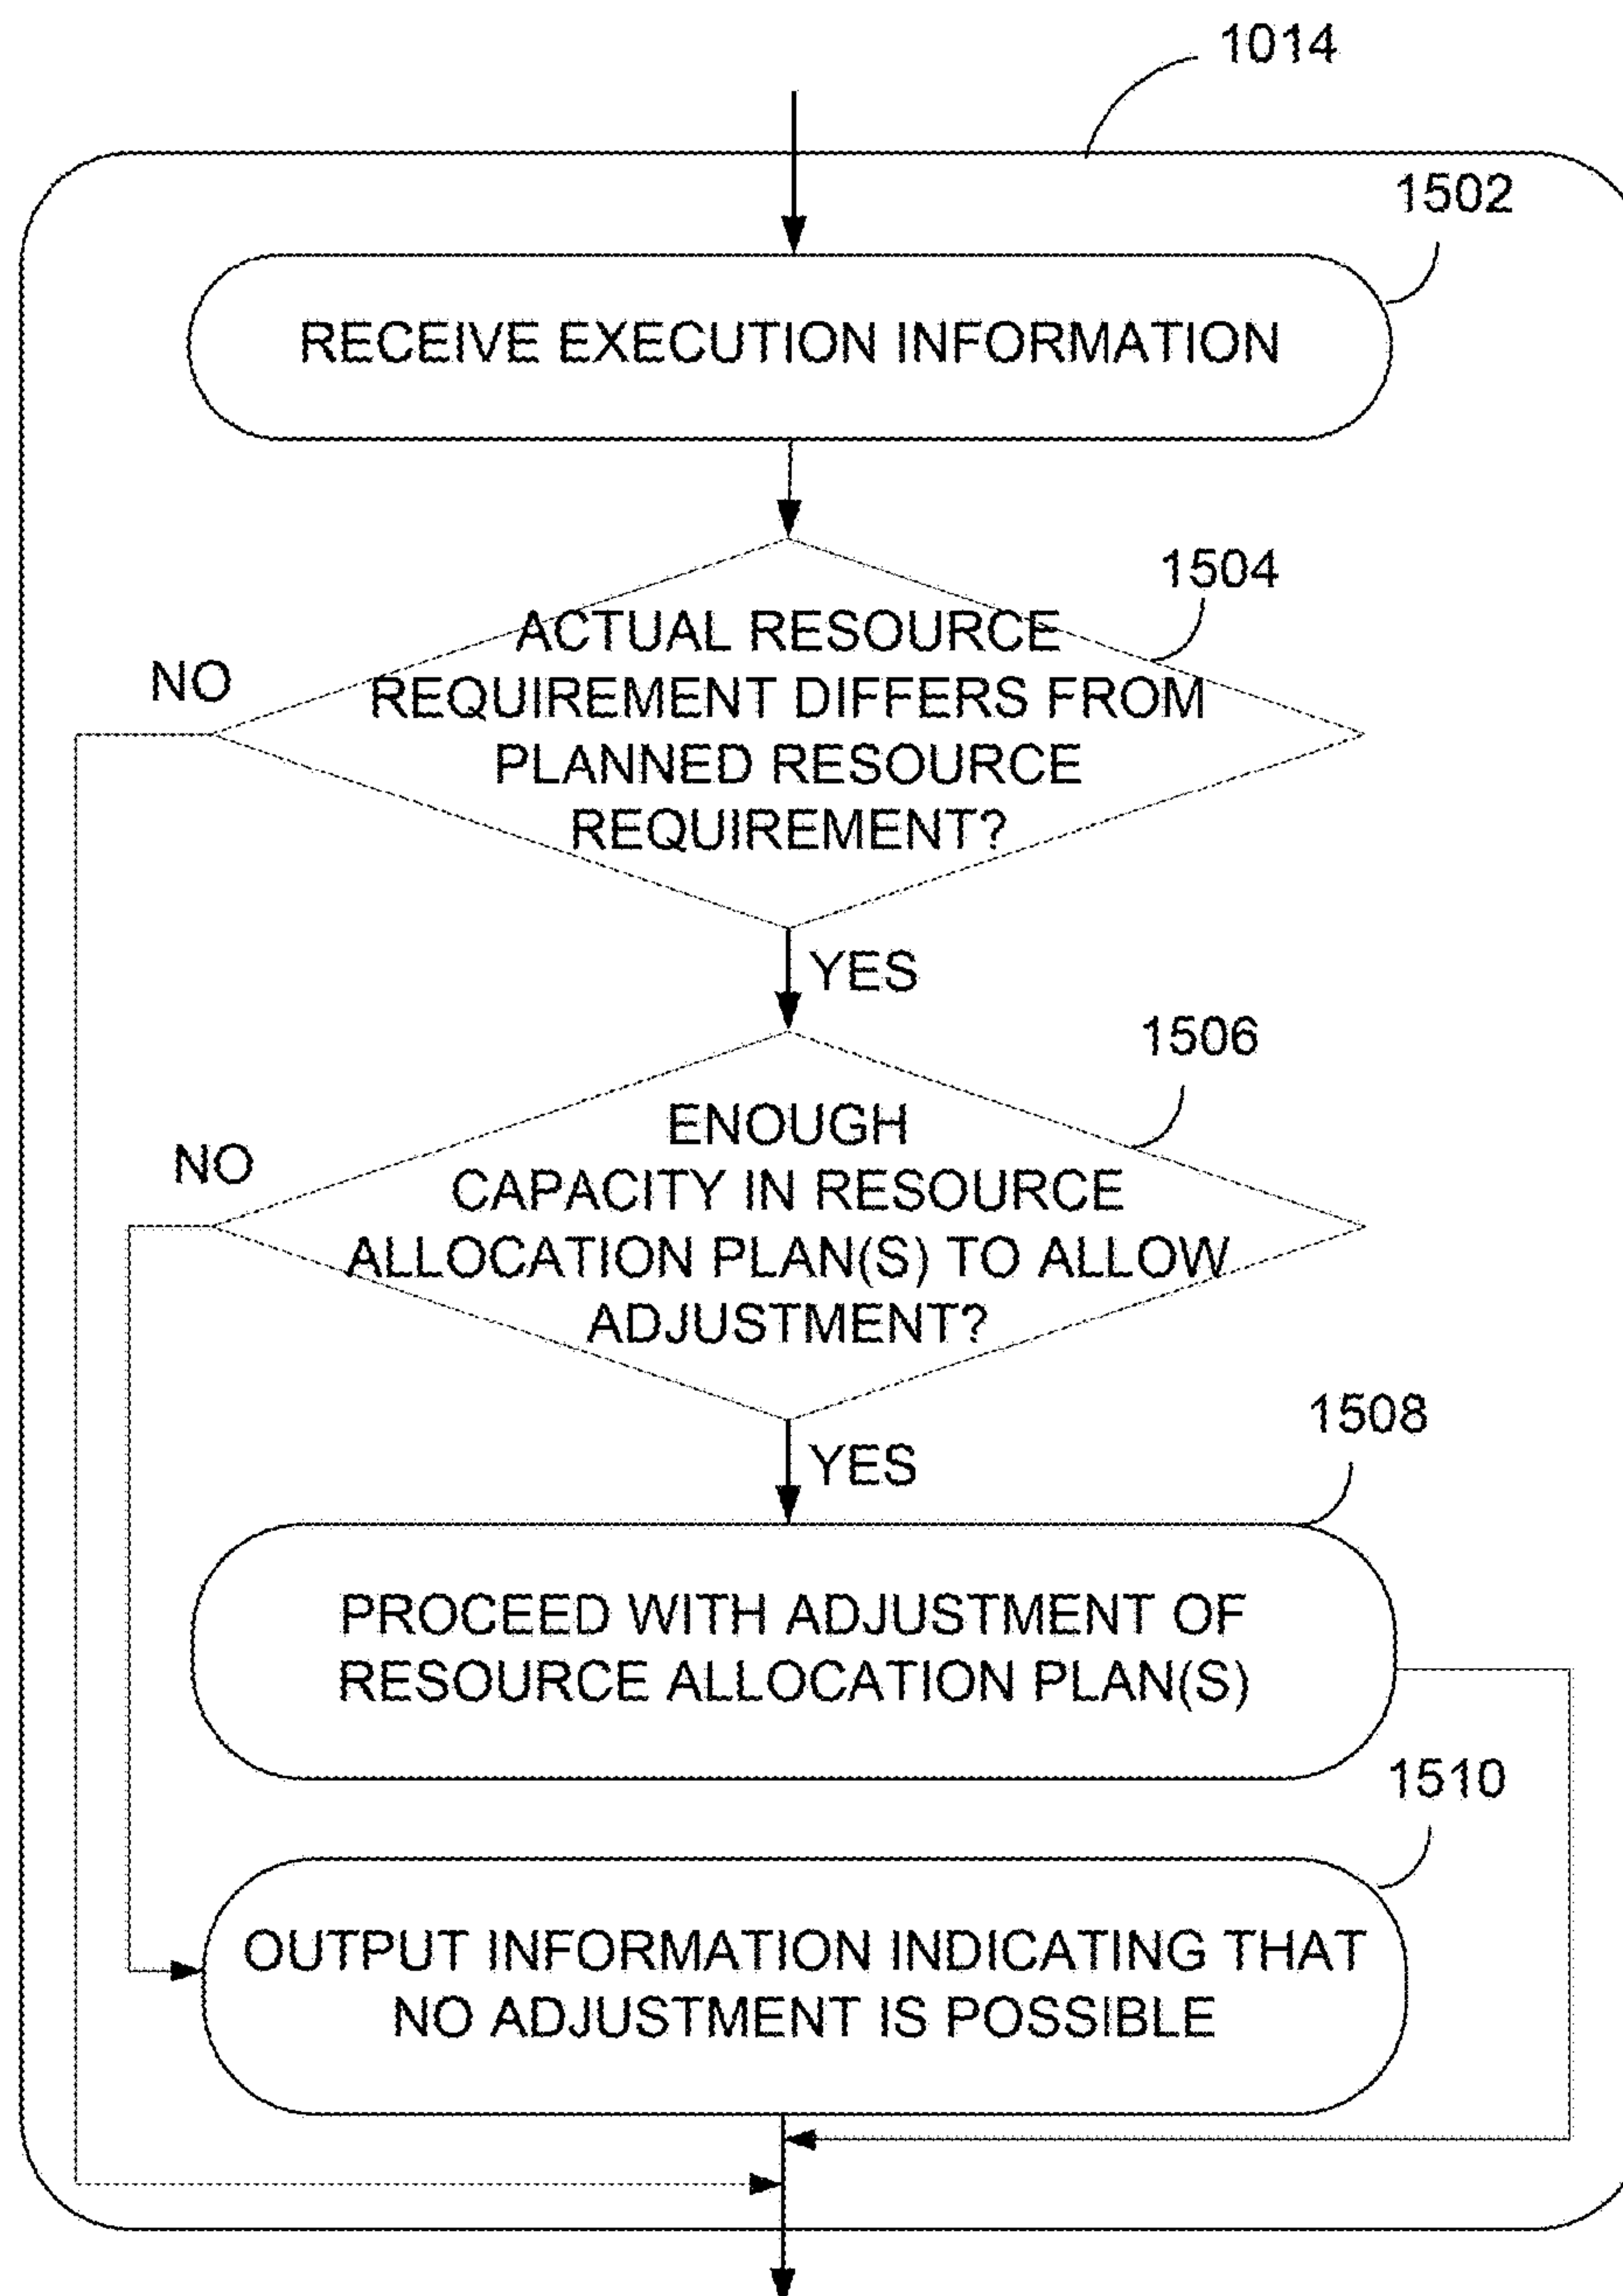 1014
1502
RECEIVE EXECUTION INFORMATION
1504
ACTUAL RESOURCE
REQUIREMENT DIFFERS FROM
PLANNED RESOURCE
REQUIREMENT?
NO
YES
1506
ENOUGH
CAPACITY IN RESOURCE
ALLOCATION PLAN(S) TO ALLOW
ADJUSTMENT?
NO
YES
1508
PROCEED WITH ADJUSTMENT OF
RESOURCE ALLOCATION PLAN(S)
1510
OUTPUT INFORMATION INDICATING THAT
NO ADJUSTMENT IS POSSIBLE